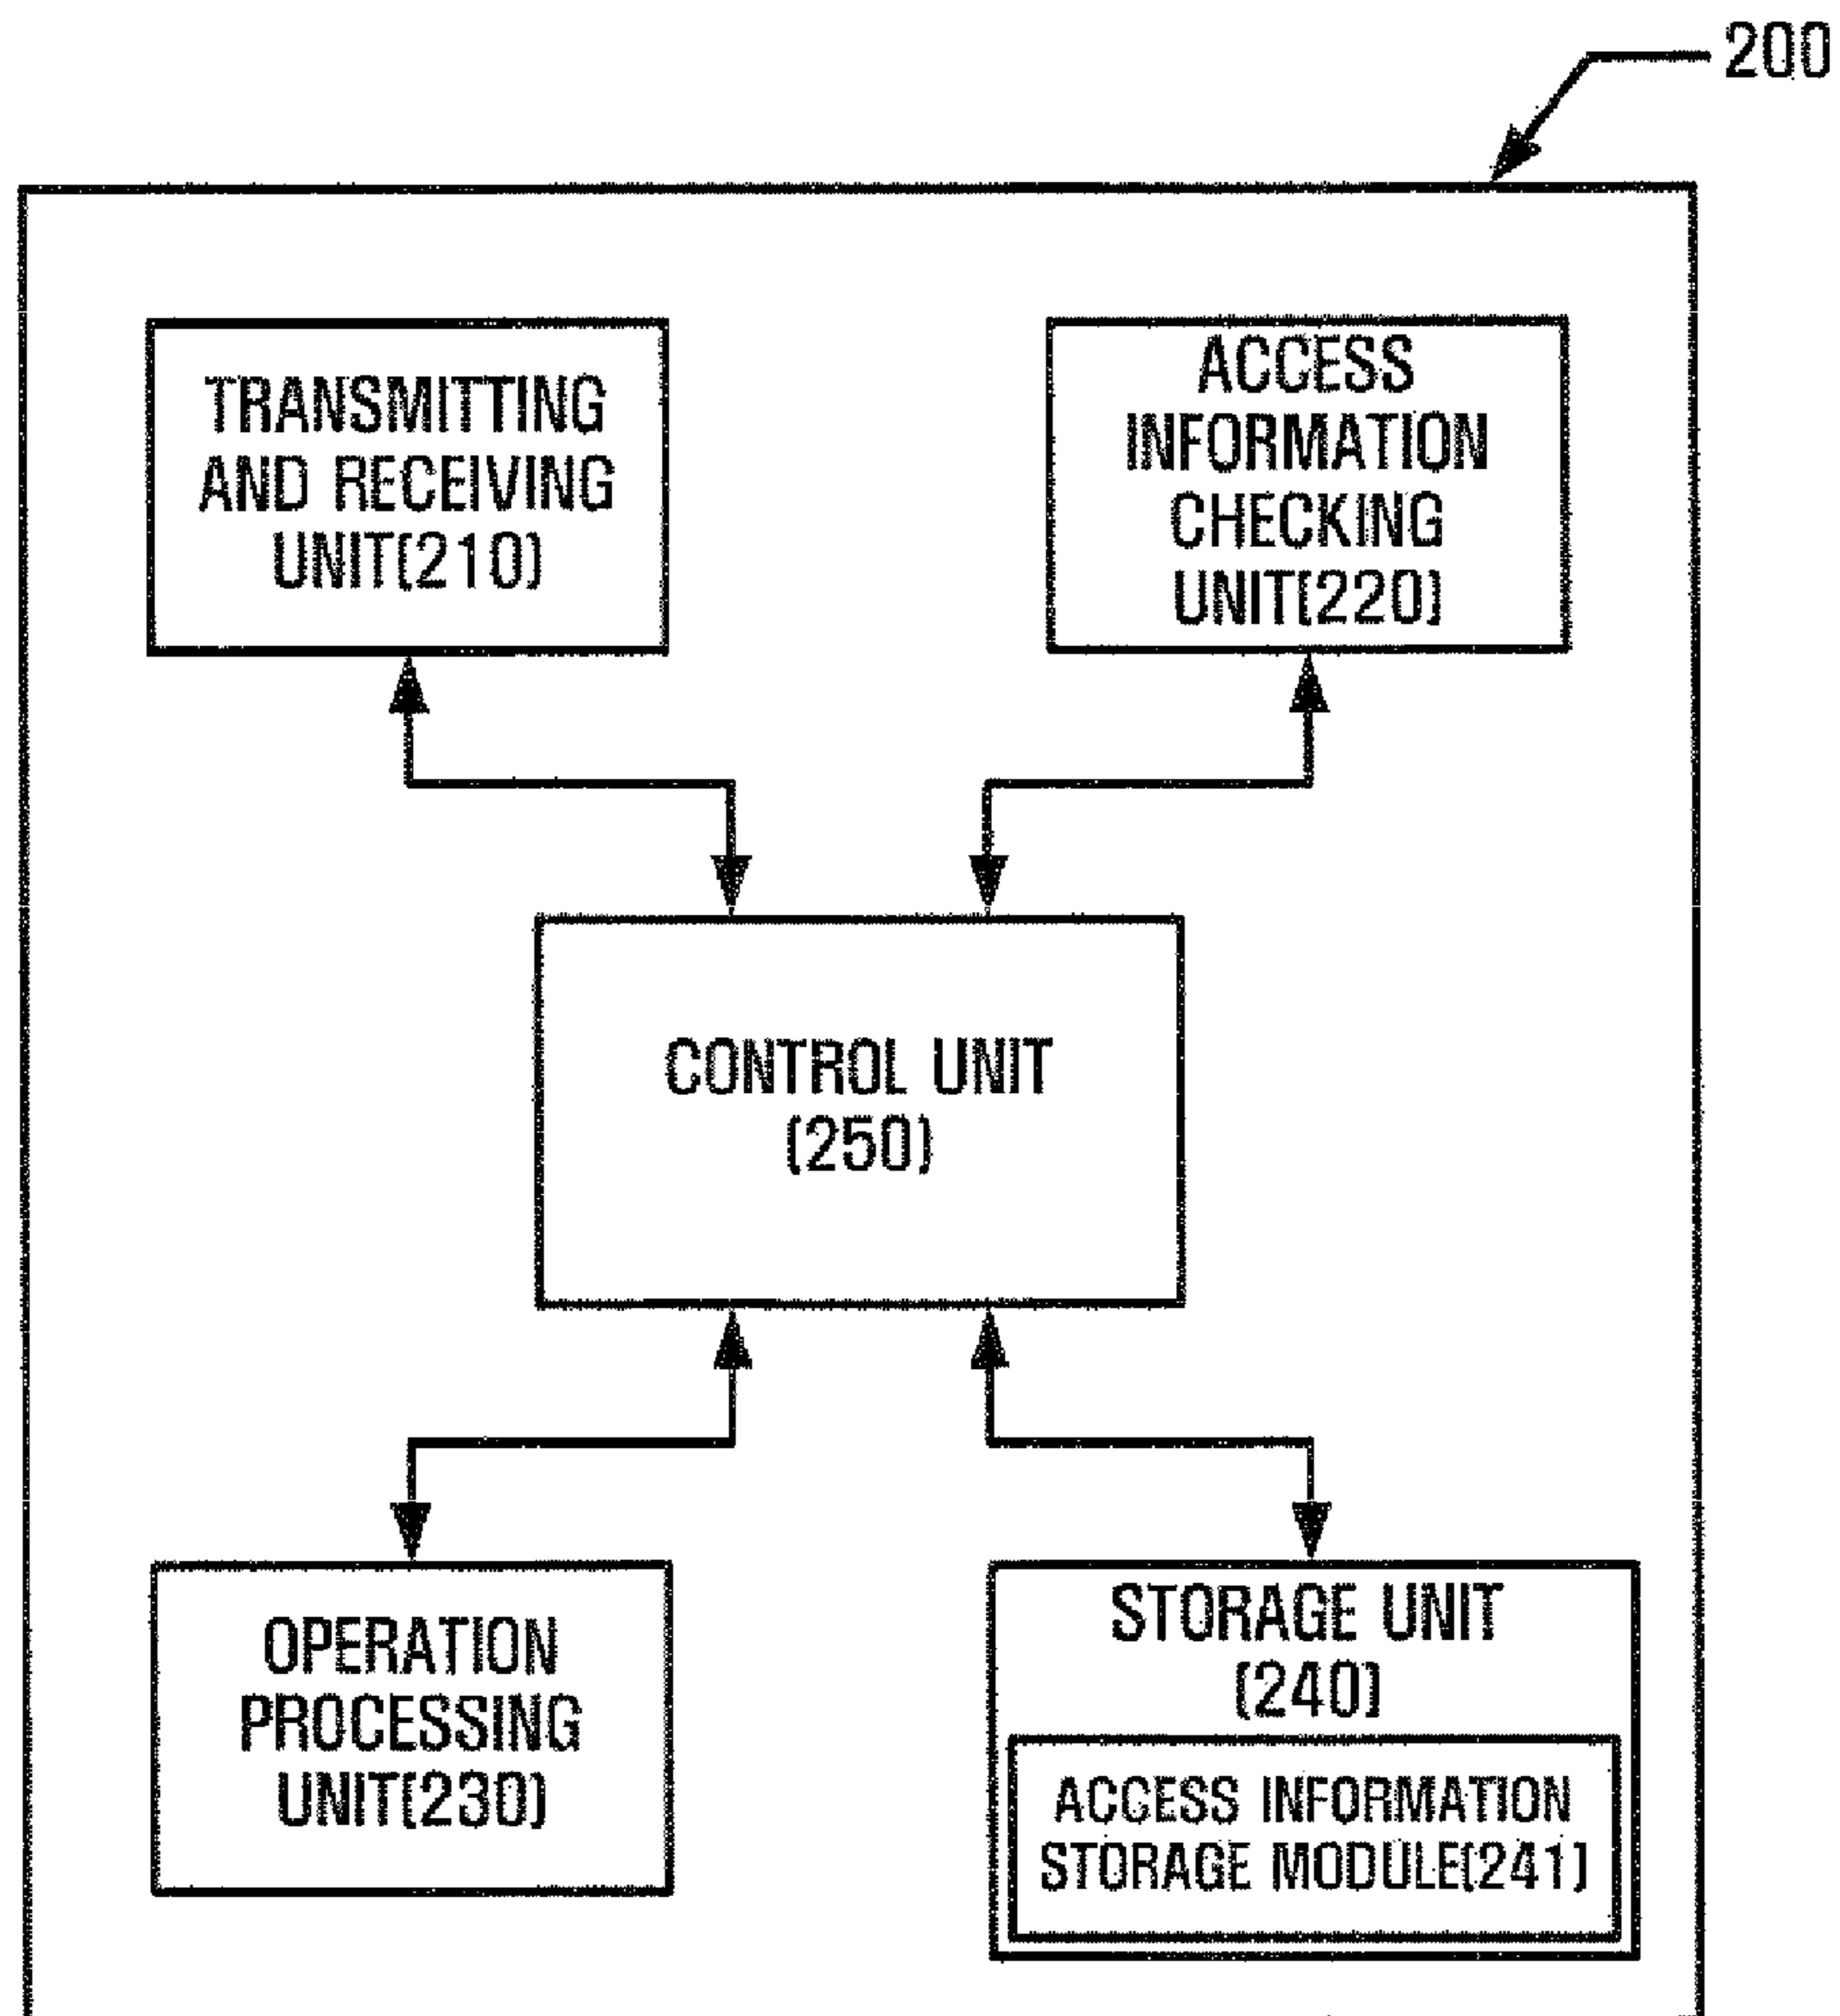 200
TRANSMITTING
AND RECEIVING
UNIT(210)
ACCESS
INFORMATION
CHECKING
UNIT(220)
CONTROL UNIT
(250)
OPERATION
PROCESSING
UNIT(230)
STORAGE UNIT
(240)
ACCESS INFORMATION
STORAGE MODULE(241)